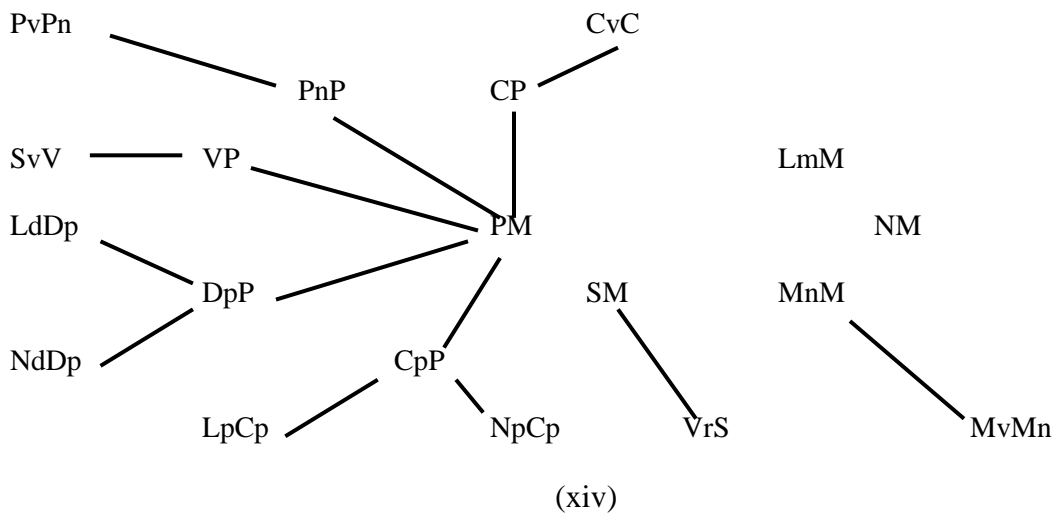 PvPn CvC
PnP CP
SvV VP LmM
LdDp PM NM
DpP SM MnM
NdDp CpP
LpCp NpCp VrS MvMn
(xiv)